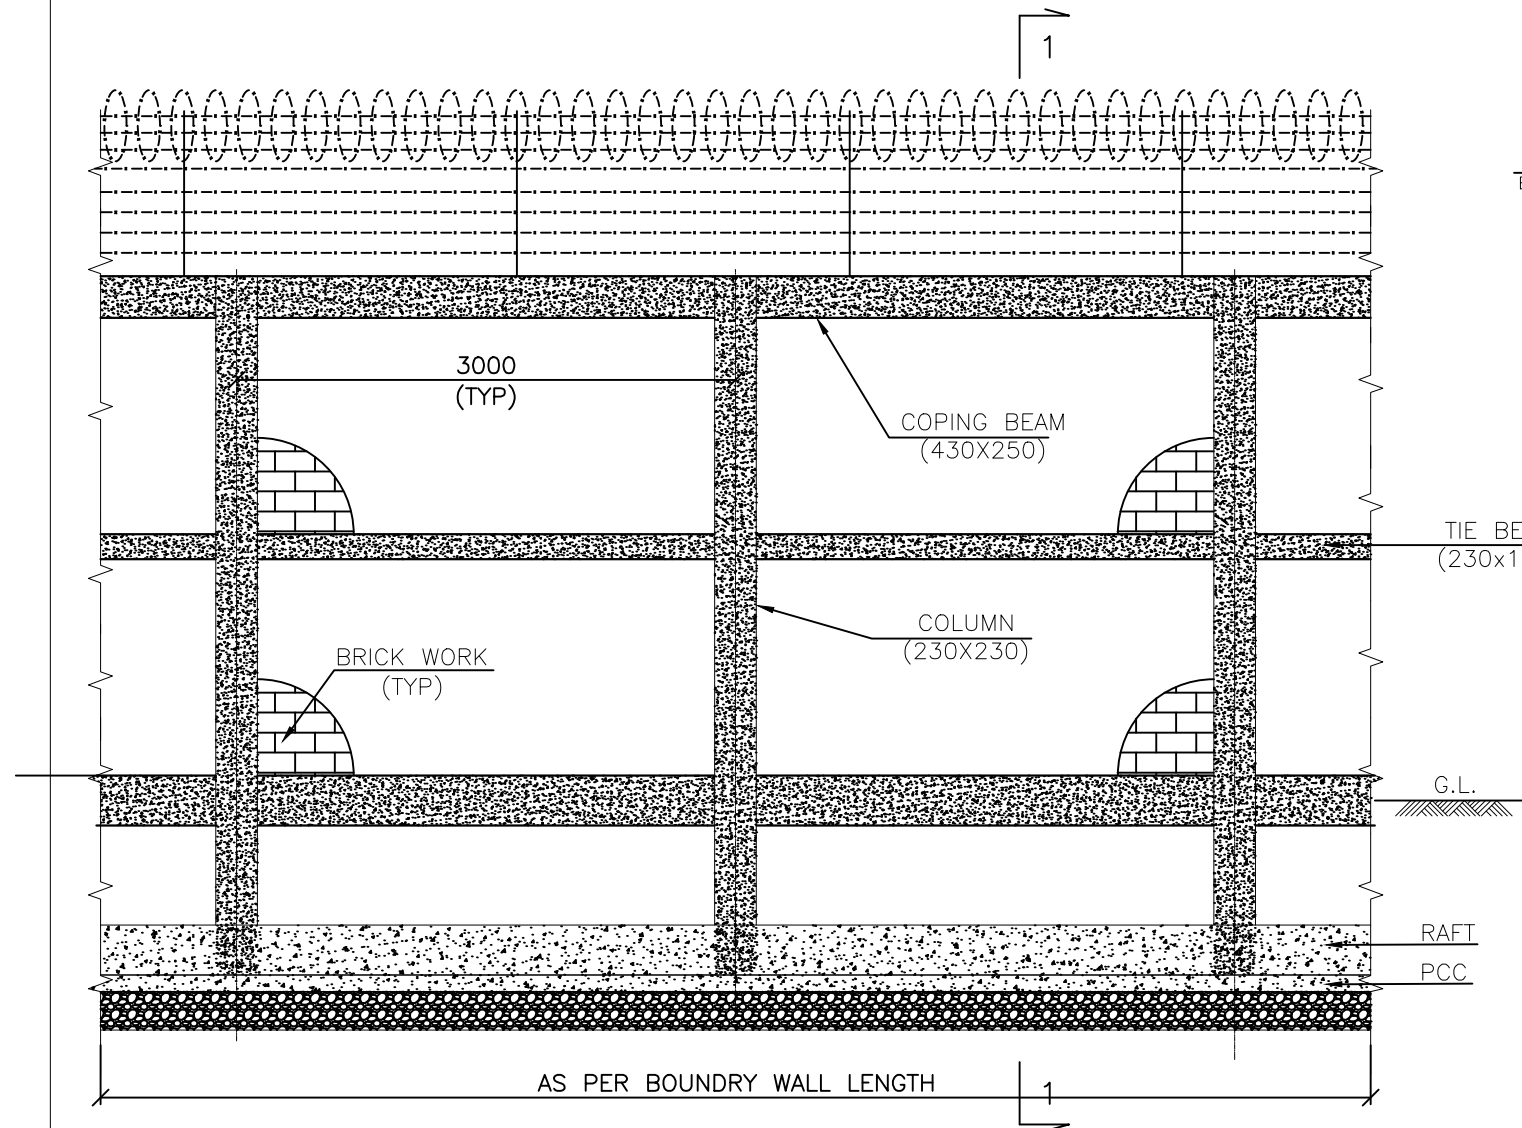 1
3000
(TYP)
COPING BEAM
(430X250)
TIE BE
(230x1
COLUMN
(230X230)
BRICK WORK
(TYP)
G.L.
RAFT
PCC
AS PER BOUNDRY WALL LENGTH
1